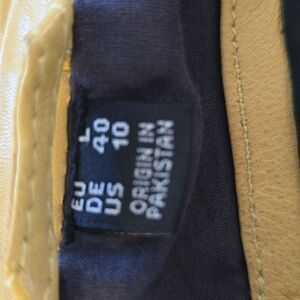 EU L
DE 40
US 10
ORIGIN IN
PAKISTAN